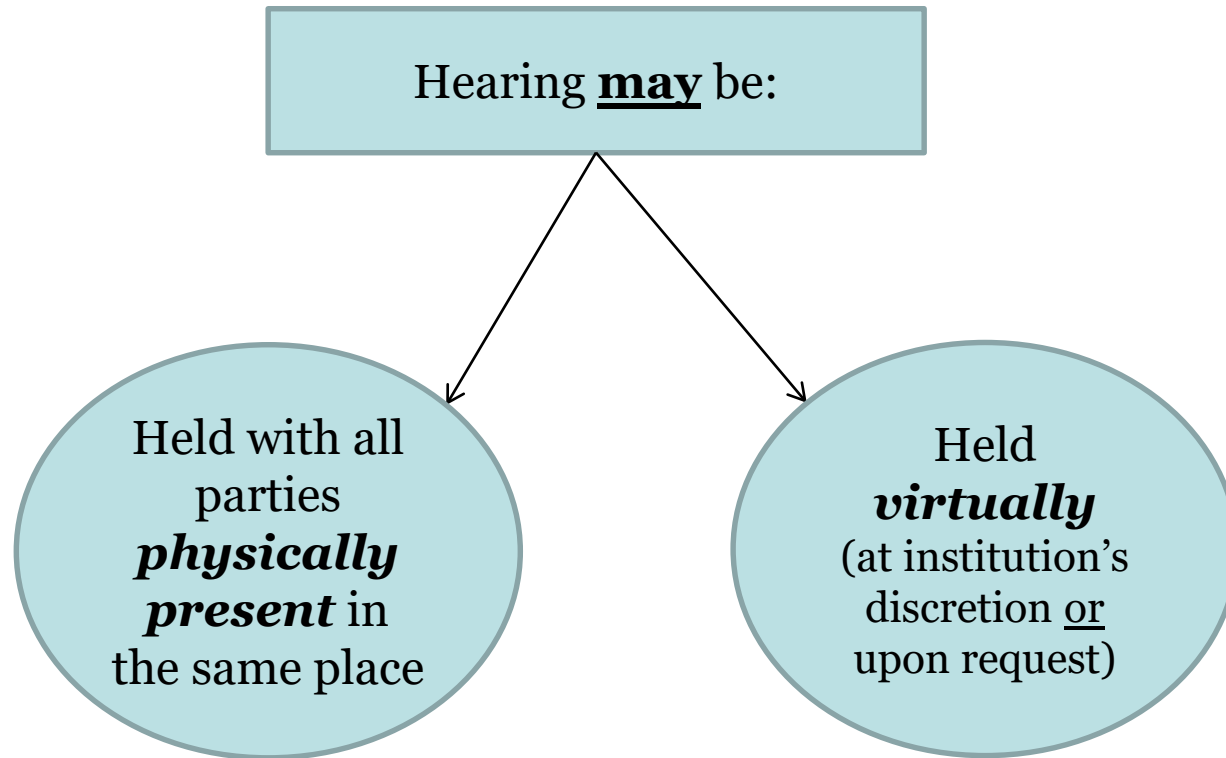 Hearing may be:
Held with all
parties
physically
present in
the same place
Held
virtually
(at institution’s
discretion or
upon request)